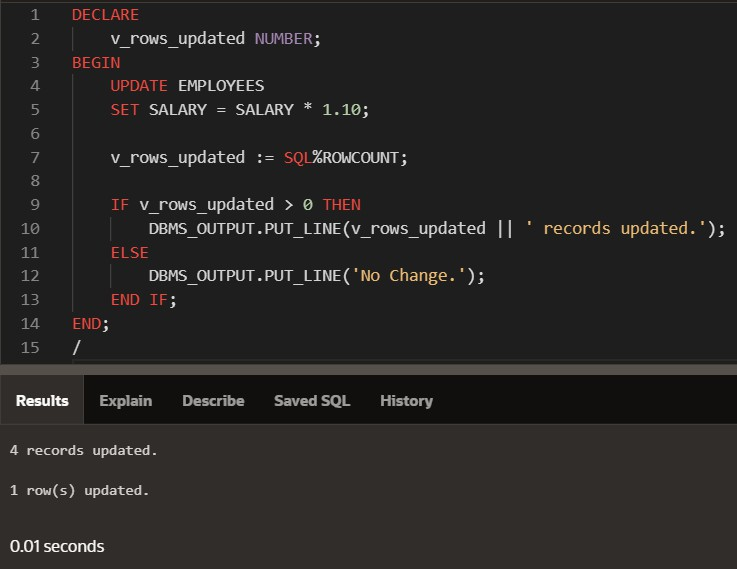 1 DECLARE
2 v_rows_updated NUMBER;
3 BEGIN
4 UPDATE EMPLOYEES
5 SET SALARY = SALARY * 1.10;
6
7 v_rows_updated := SQL%ROWCOUNT;
8
9 IF v_rows_updated > 0 THEN
10 DBMS_OUTPUT.PUT_LINE(v_rows_updated || ' records updated.');
11 ELSE
12 DBMS_OUTPUT.PUT_LINE('No Change.');
13 END IF;
14 END;
15 /
Results Explain Describe Saved SQL History
4 records updated.
1 row(s) updated.
0.01 seconds